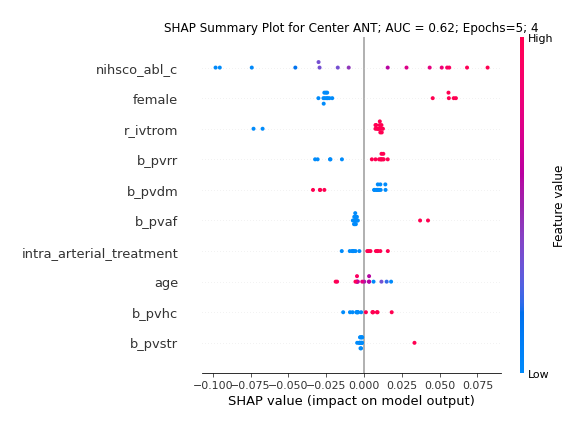 SHAP Summary Plot for Center ANT; AUC = 0.62; Epochs=5; 4
High
nihsco_abl_c
female
r_ivtrom
b_pvrr
b_pvdm
b_pvaf
intra_arterial_treatment
age
b_pvhc
b_pvstr
Feature value
Low
−0.100 −0.075 −0.050 −0.025 0.000 0.025 0.050 0.075
SHAP value (impact on model output)